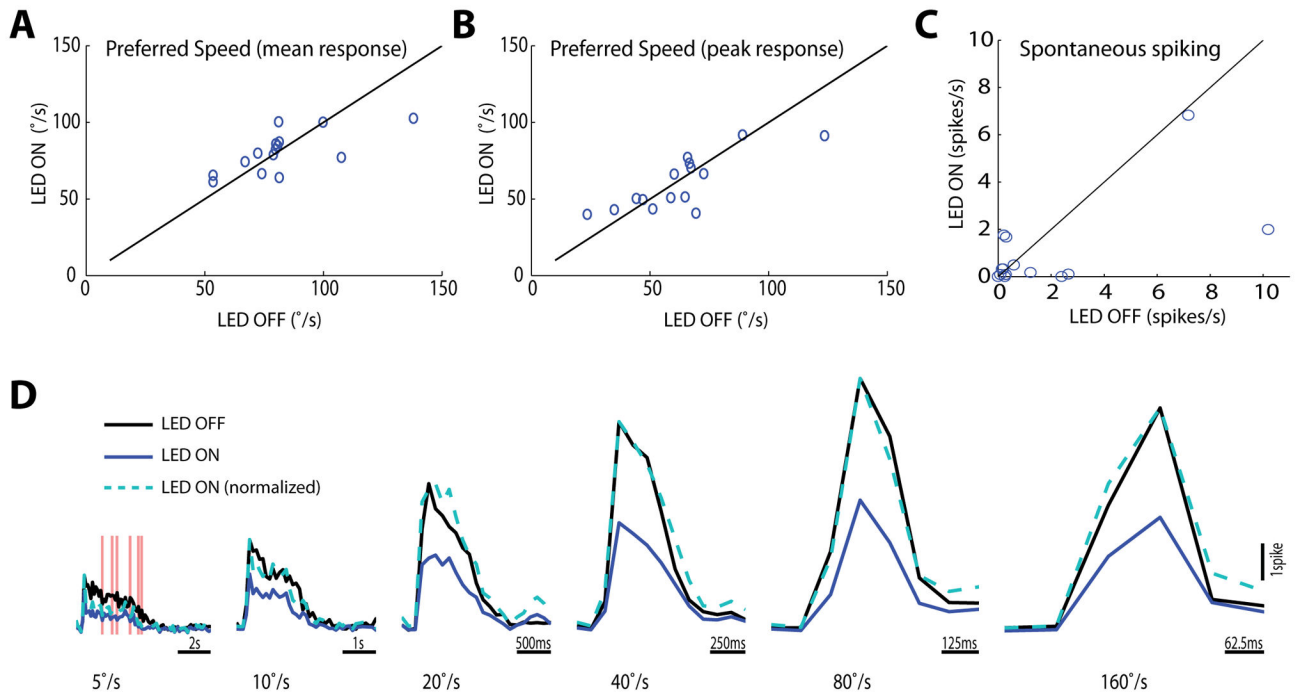 A
Preferred Speed (mean response)
150
100
50
0
LED ON (˚/s)
0
50
100
150
LED OFF (˚/s)
B
Preferred Speed (peak response)
150
100
50
0
LED ON (˚/s)
0
50
100
150
LED OFF (˚/s)
C
Spontaneous spiking
10
8
6
4
2
0
LED ON (spikes/s)
0
2
4
6
8
10
LED OFF (spikes/s)
D
LED OFF
LED ON
LED ON (normalized)
1spike
2s
1s
500ms
250ms
125ms
62.5ms
5˚/s
10˚/s
20˚/s
40˚/s
80˚/s
160˚/s